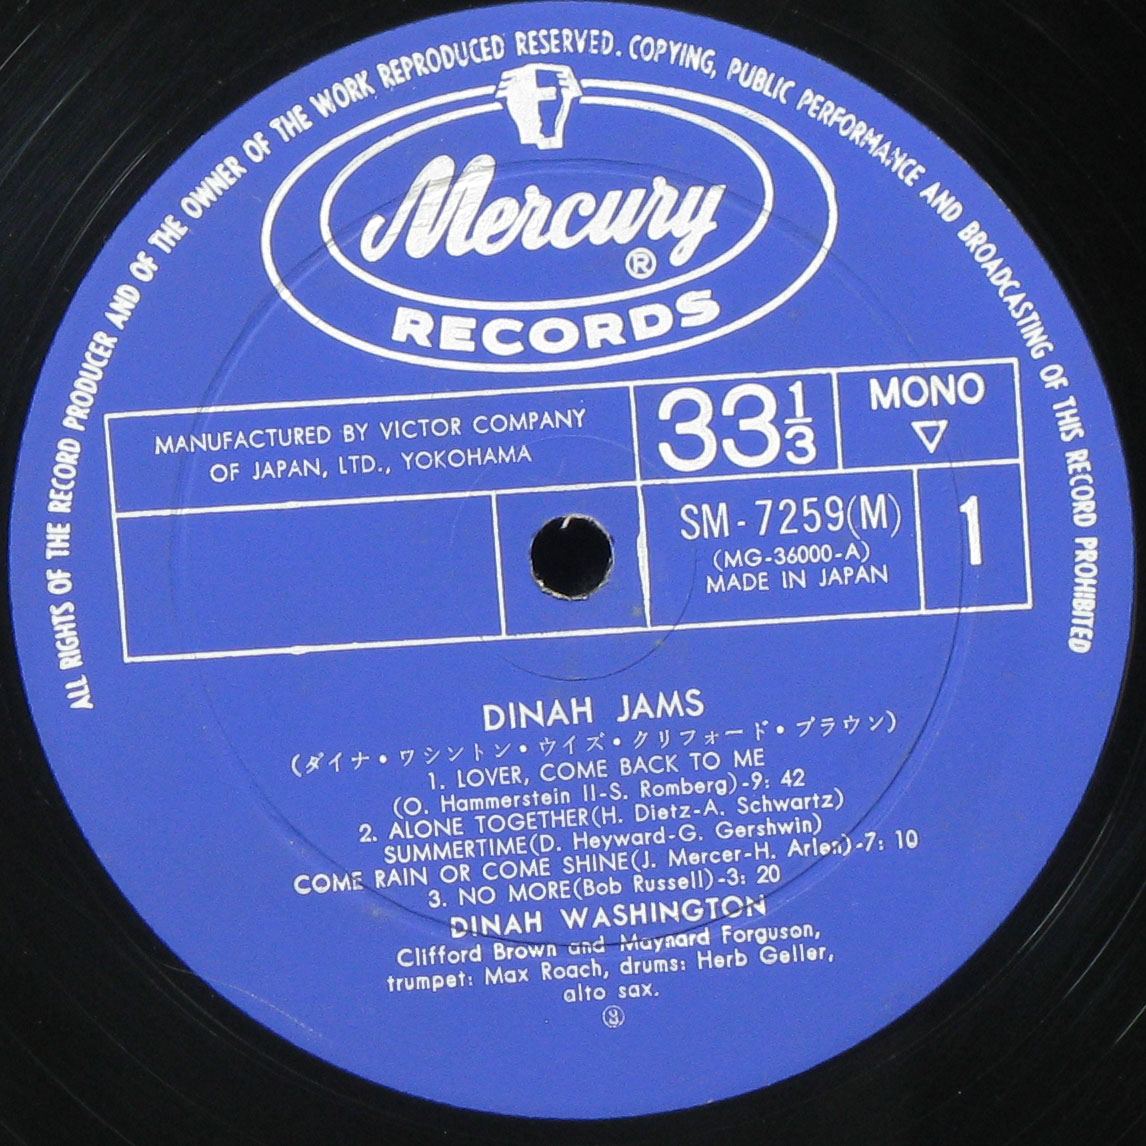 ALL RIGHTS OF THE RECORD PRODUCER AND OF THE OWNER OF THE WORK REPRODUCED RESERVED. COPYING, PUBLIC PERFORMANCE AND BROADCASTING OF THIS RECORD PROHIBITED
Mercury ®
RECORDS
MANUFACTURED BY VICTOR COMPANY
OF JAPAN, LTD., YOKOHAMA
33 1/3
MONO
▽
SM-7259(M)
(MG-36000-A)
MADE IN JAPAN
1
DINAH JAMS
(ダイナ・ワシントン・ウイズ・クリフォード・ブラウン)
1. LOVER, COME BACK TO ME
(O. Hammerstein II-S. Romberg)-9: 42
2. ALONE TOGETHER(H. Dietz-A. Schwartz)
SUMMERTIME(D. Heyward-G. Gershwin)
COME RAIN OR COME SHINE(J. Mercer-H. Arlen)-7: 10
3. NO MORE(Bob Russell)-3: 20
DINAH WASHINGTON
Clifford Brown and Maynard Forguson,
trumpet: Max Roach, drums: Herb Geller,
alto sax.